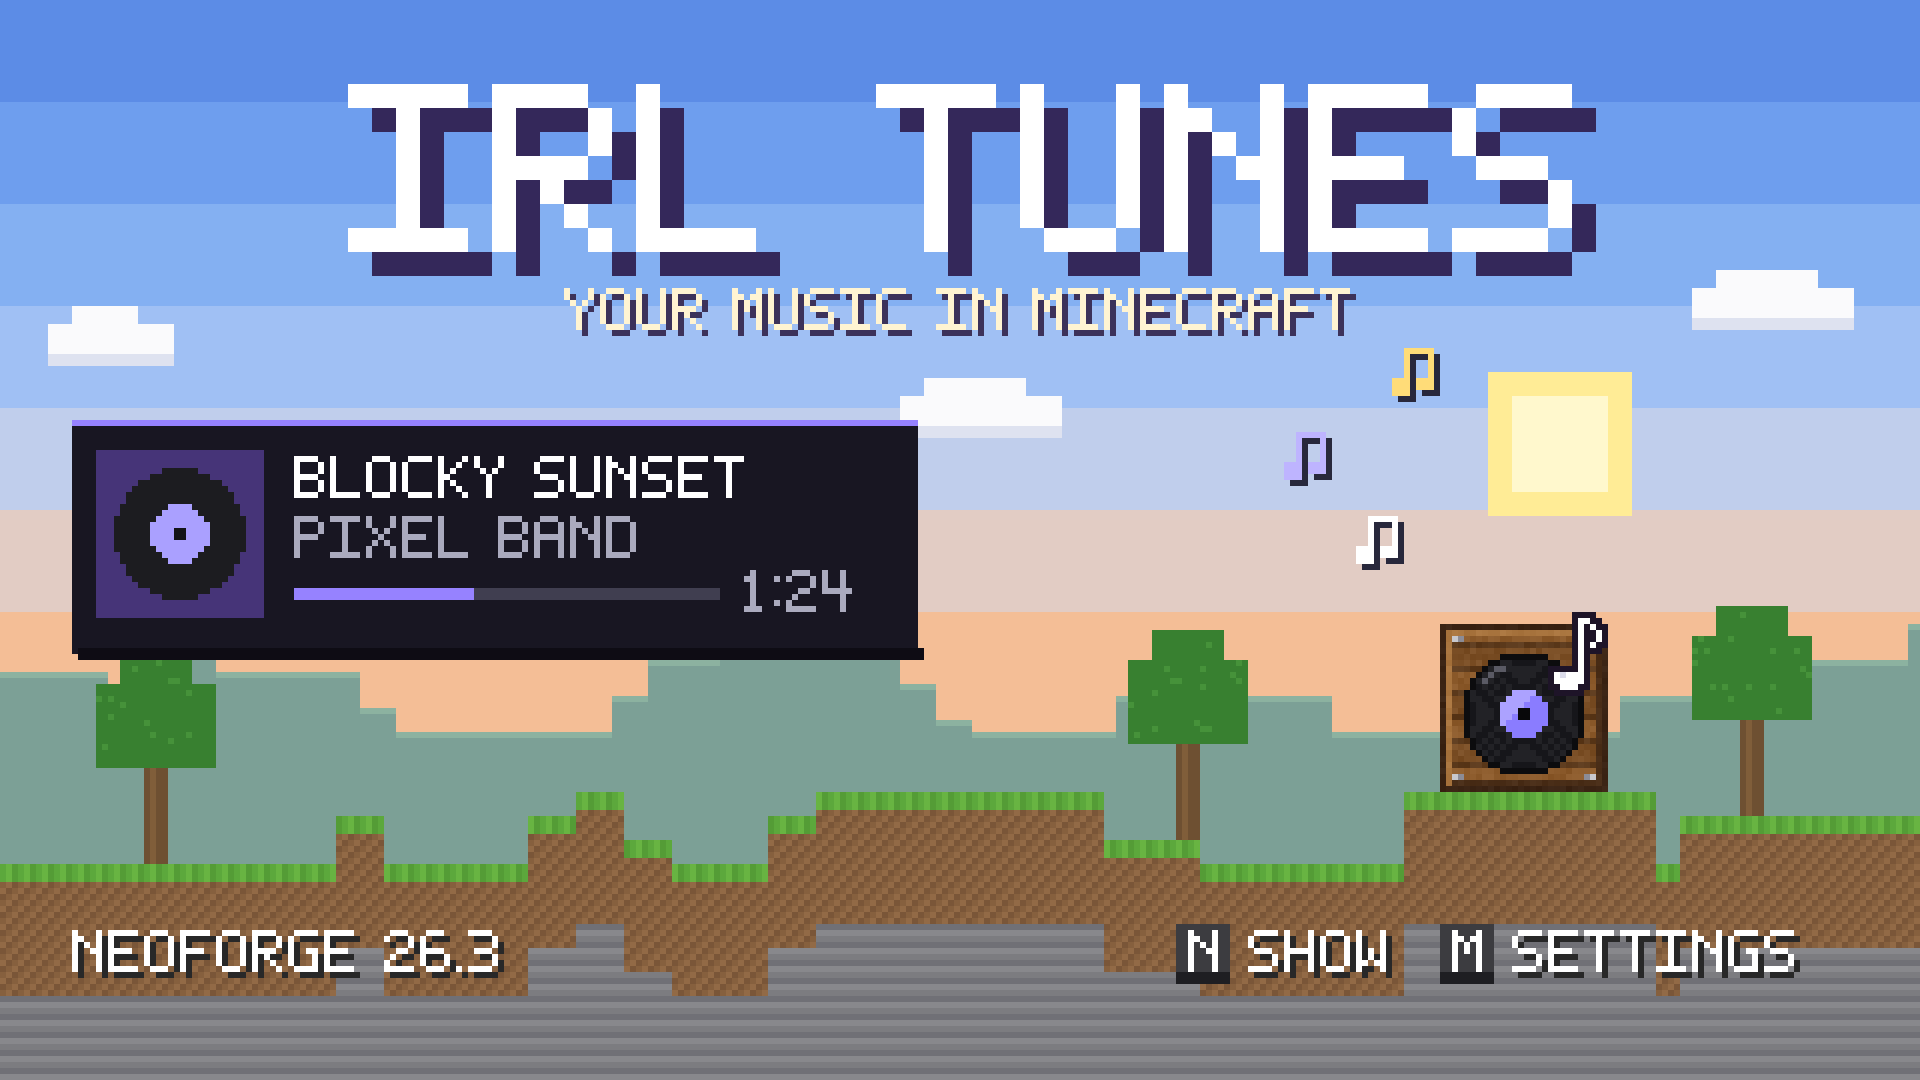 IRL TUNES
YOUR MUSIC IN MINECRAFT
BLOCKY SUNSET
PIXEL BAND
1:24
NEOFORGE 26.3
N SHOW M SETTINGS